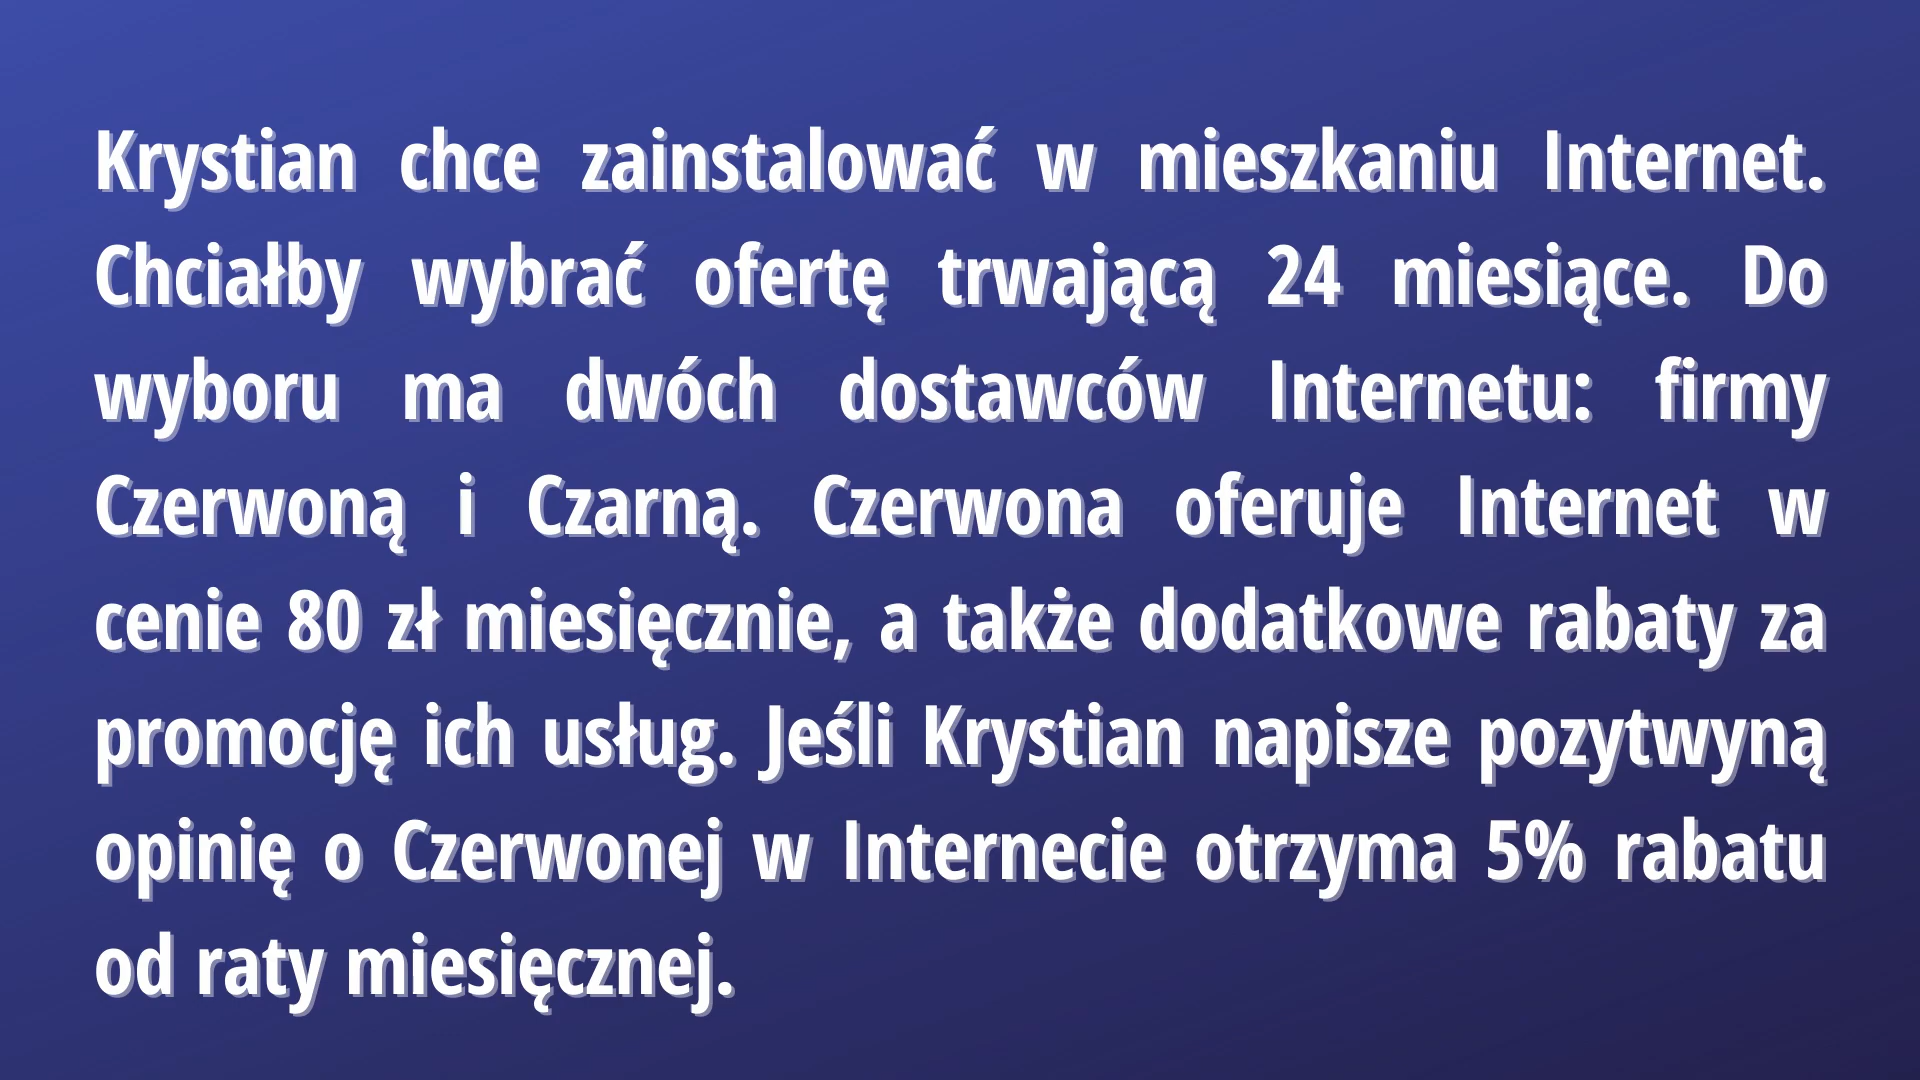 Krystian chce zainstalować w mieszkaniu Internet.
Chciałby wybrać ofertę trwającą 24 miesiące. Do
wyboru ma dwóch dostawców Internetu: firmy
Czerwoną i Czarną. Czerwona oferuje Internet w
cenie 80 zł miesięcznie, a także dodatkowe rabaty za
promocję ich usług. Jeśli Krystian napisze pozytwyną
opinię o Czerwonej w Internecie otrzyma 5% rabatu
od raty miesięcznej.